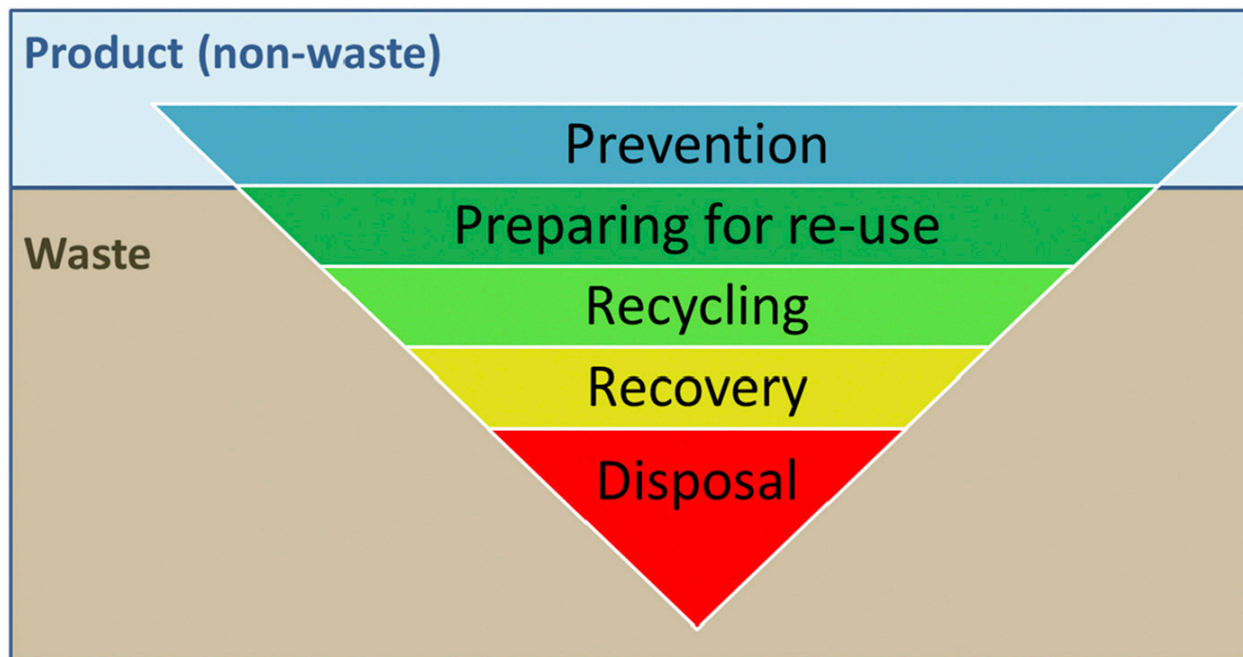 Product (non-waste)
Prevention
Preparing for re-use
Waste
Recycling
Recovery
Disposal